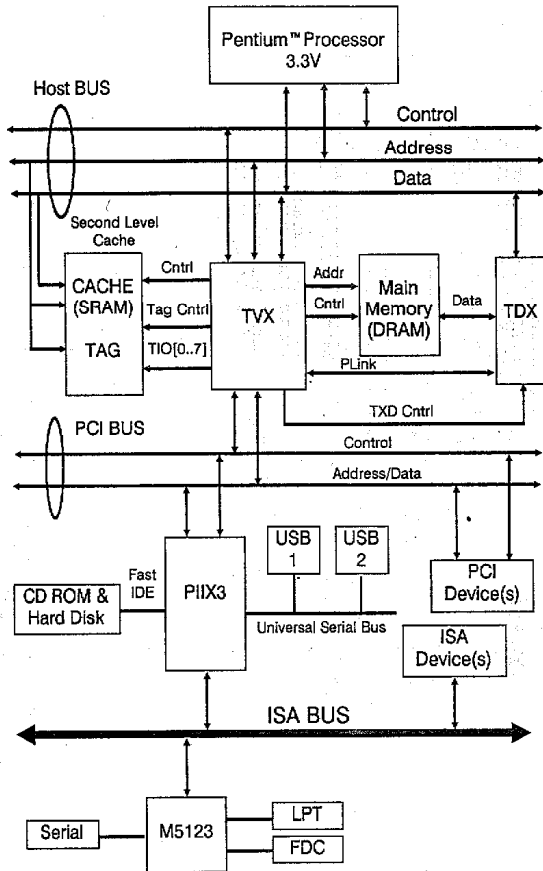 Pentium™ Processor
3.3V
Host BUS
Control
Address
Data
Second Level
Cache
CACHE
(SRAM)
TAG
Cntrl
Tag Cntrl
TIO[0..7]
TVX
Addr
Cntrl
Main
Memory
(DRAM)
Data
TDX
PLink
TXD Cntrl
PCI BUS
Control
Address/Data
USB
1
USB
2
CD ROM &
Hard Disk
Fast
IDE
PIIX3
Universal Serial Bus
PCI
Device(s)
ISA
Device(s)
ISA BUS
Serial
M5123
LPT
FDC